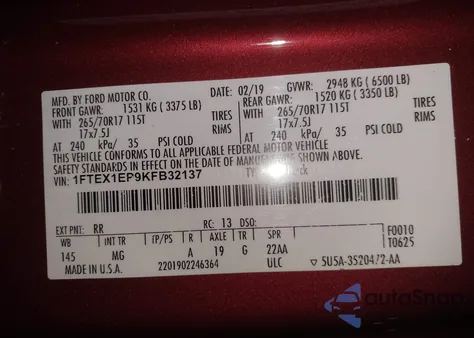 MFD. BY FORD MOTOR CO. 02/19 GVWR: 2948 KG (6500 LB)
FRONT GAWR: 1531 KG (3375 LB) REAR GAWR: 1520 KG (3350 LB)
WITH 265/70R17 115T TIRES WITH 265/70R17 115T TIRES
17x7.5J RIMS 17x7.5J RIMS
AT 240 kPa/ 35 PSI COLD AT 240 kPa/ 35 PSI COLD
THIS VEHICLE CONFORMS TO ALL APPLICABLE FEDERAL MOTOR VEHICLE
SAFETY STANDARDS IN EFFECT ON THE DATE OF MANUFACTURE SHOWN ABOVE.
1FTEX1EP9KFB32137
EXT PNT: RR RC: 13 DSO: F0010
WB INT TR TP/PS R AXLE TR SPR T0625
145 MG A 19 G 22AA
MADE IN U.S.A. 2201902246364 ULC 5U5A-3520472-AA
autoSnap